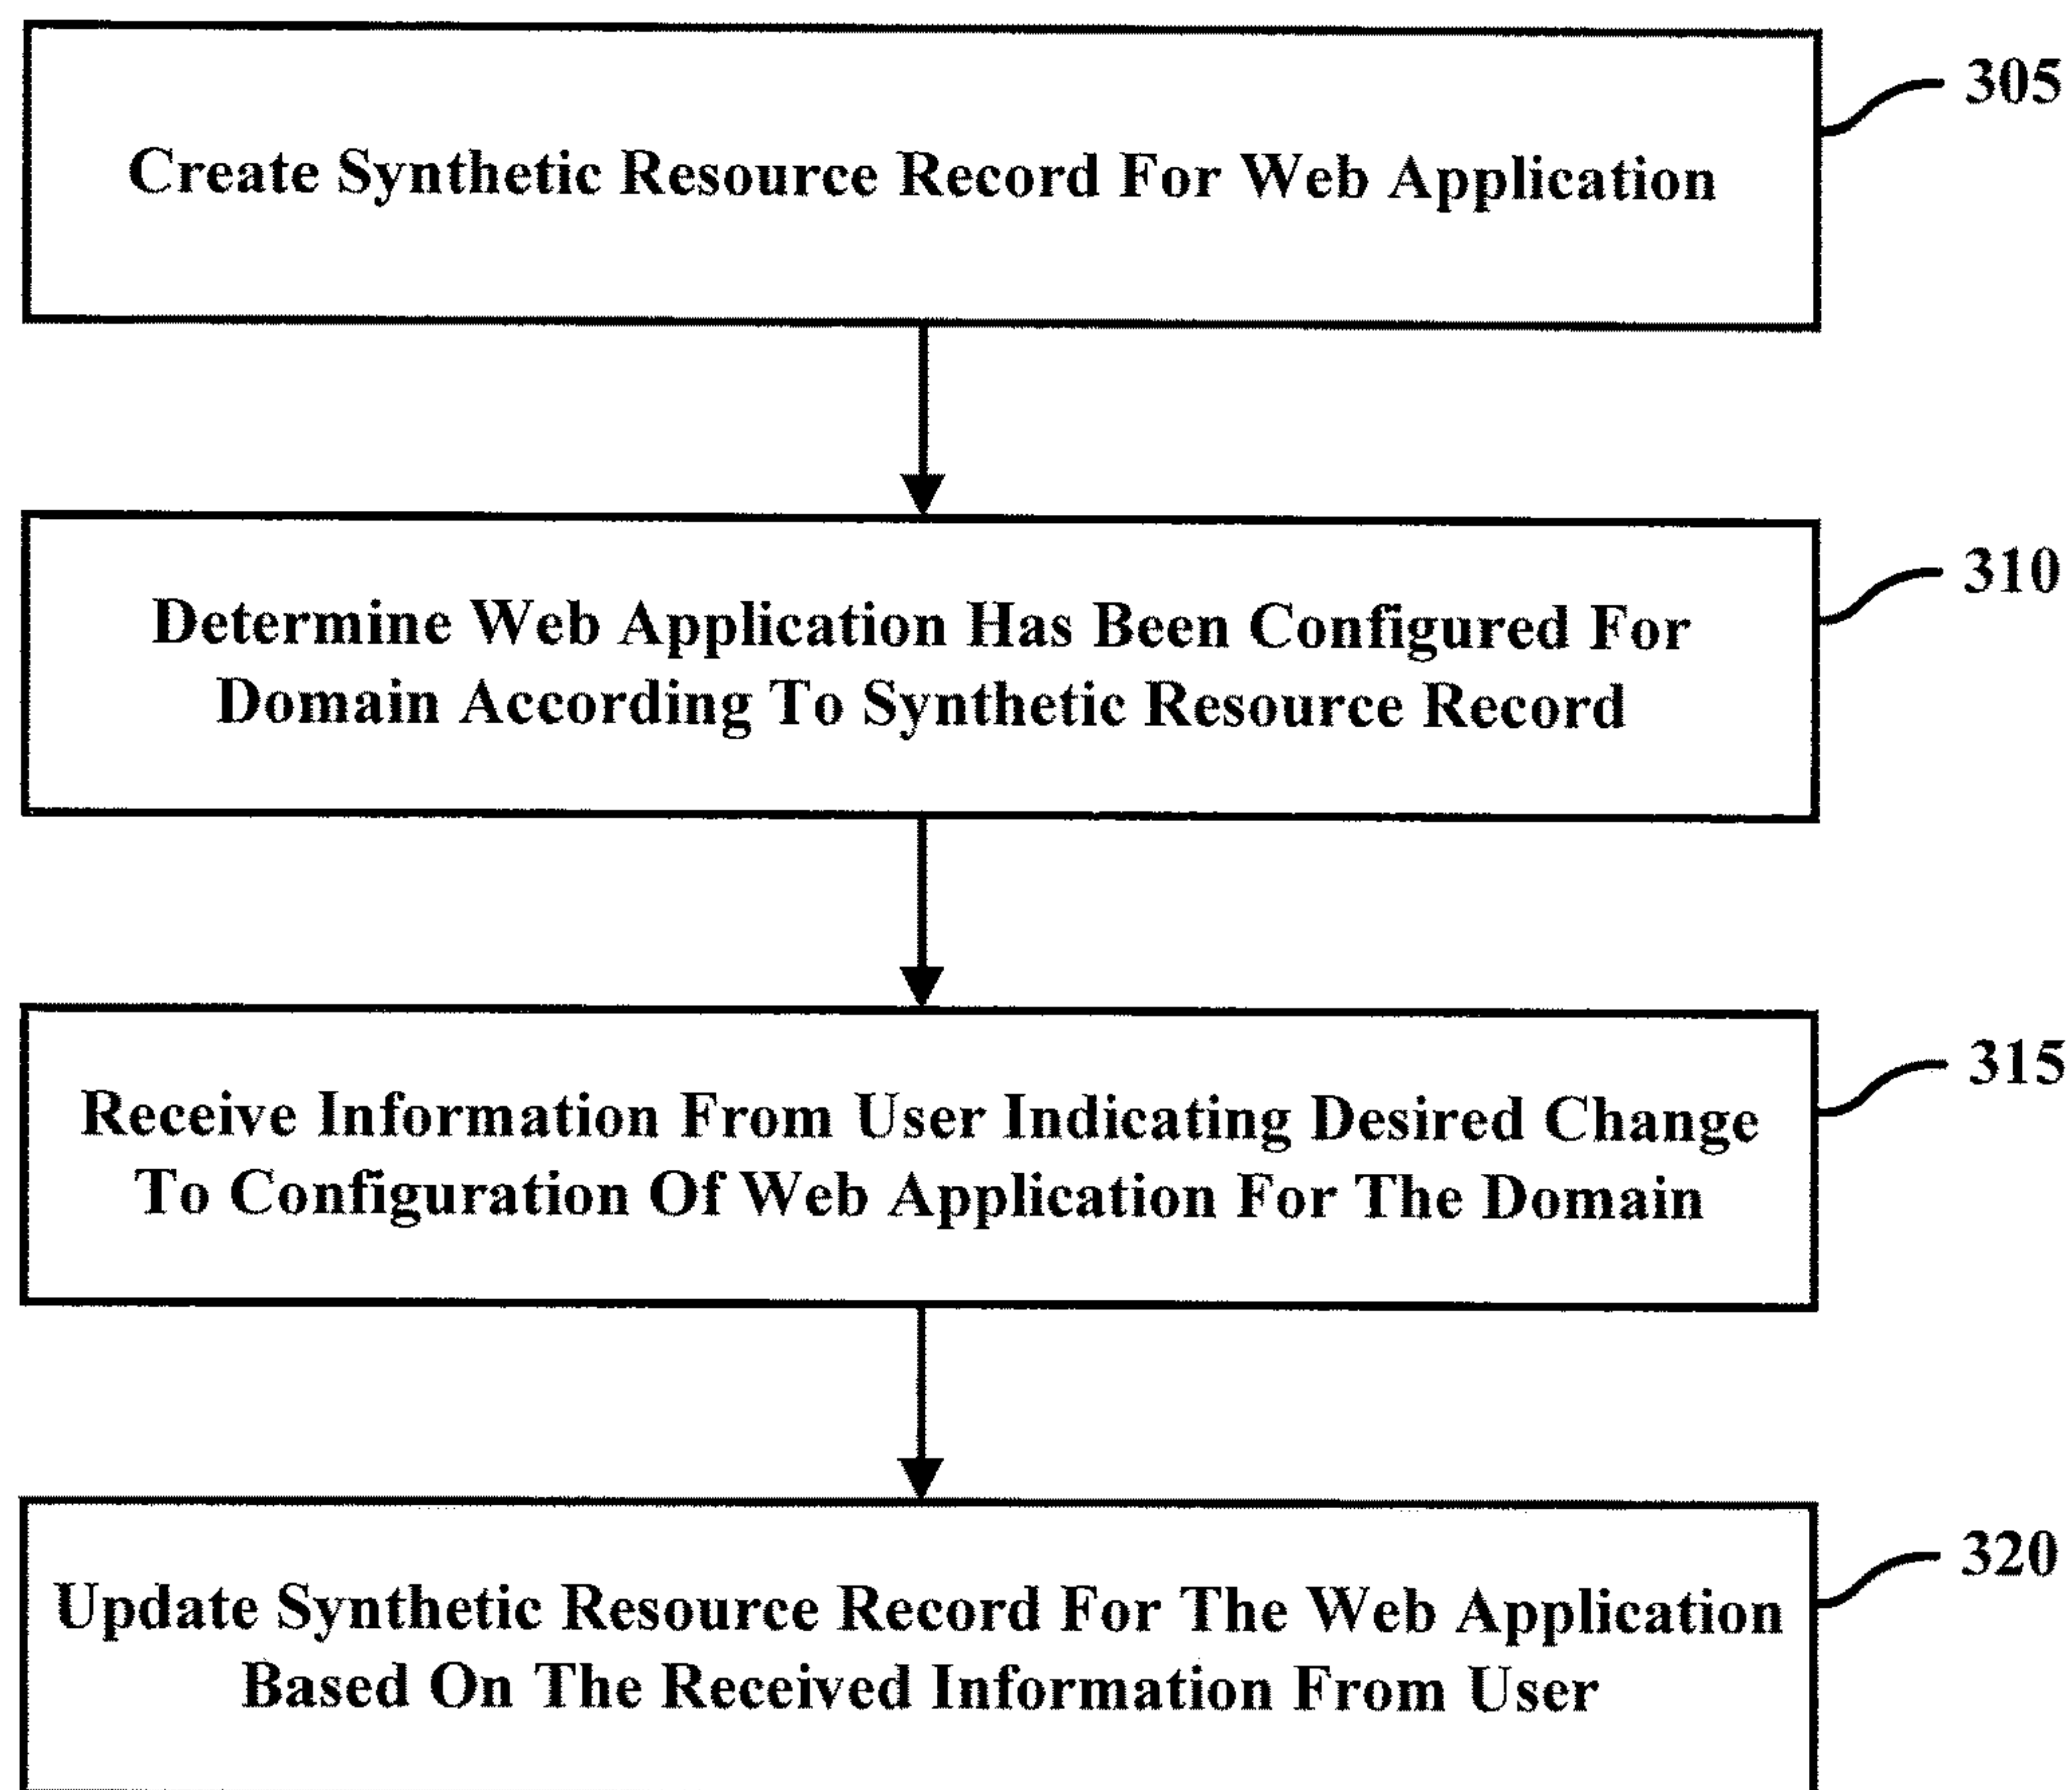 305
Create Synthetic Resource Record For Web Application
310
Determine Web Application Has Been Configured For
Domain According To Synthetic Resource Record
315
Receive Information From User Indicating Desired Change
To Configuration Of Web Application For The Domain
320
Update Synthetic Resource Record For The Web Application
Based On The Received Information From User